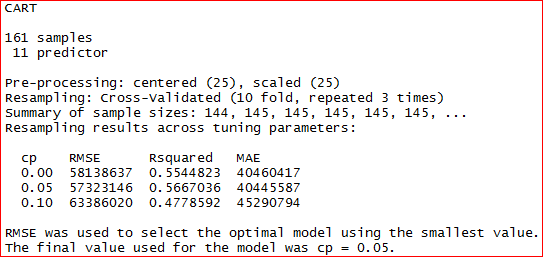 CART
161 samples
11 predictor
Pre-processing: centered (25), scaled (25)
Resampling: Cross-Validated (10 fold, repeated 3 times)
Summary of sample sizes: 144, 145, 145, 145, 145, 145, ...
Resampling results across tuning parameters:
cp    RMSE      Rsquared   MAE
0.00  58138637  0.5544823  40460417
0.05  57323146  0.5667036  40445587
0.10  63386020  0.4778592  45290794
RMSE was used to select the optimal model using the smallest value.
The final value used for the model was cp = 0.05.